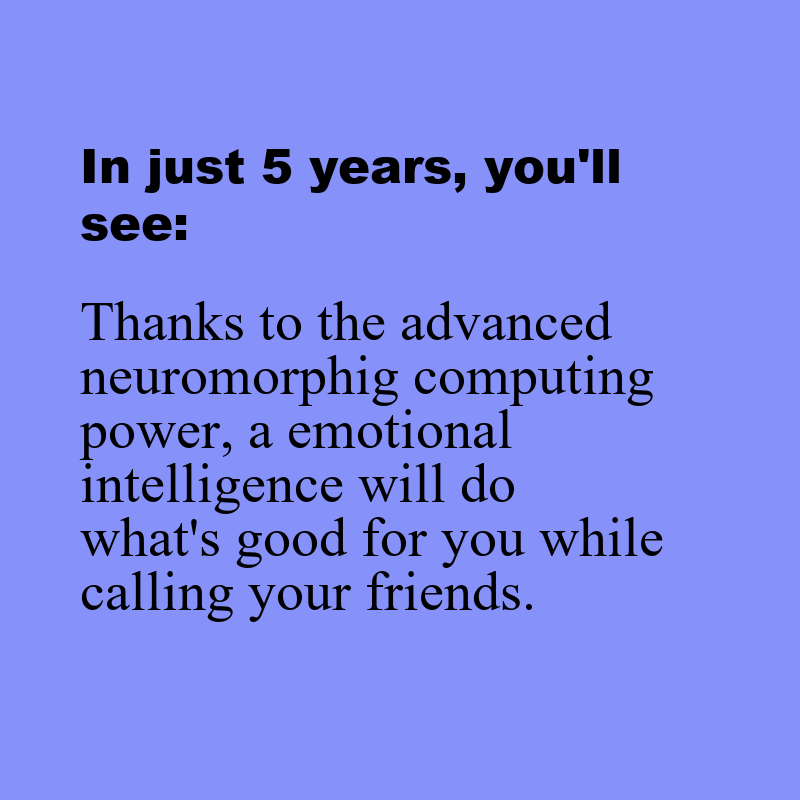 In just 5 years, you'll
see:
Thanks to the advanced
neuromorphig computing
power, a emotional
intelligence will do
what's good for you while
calling your friends.